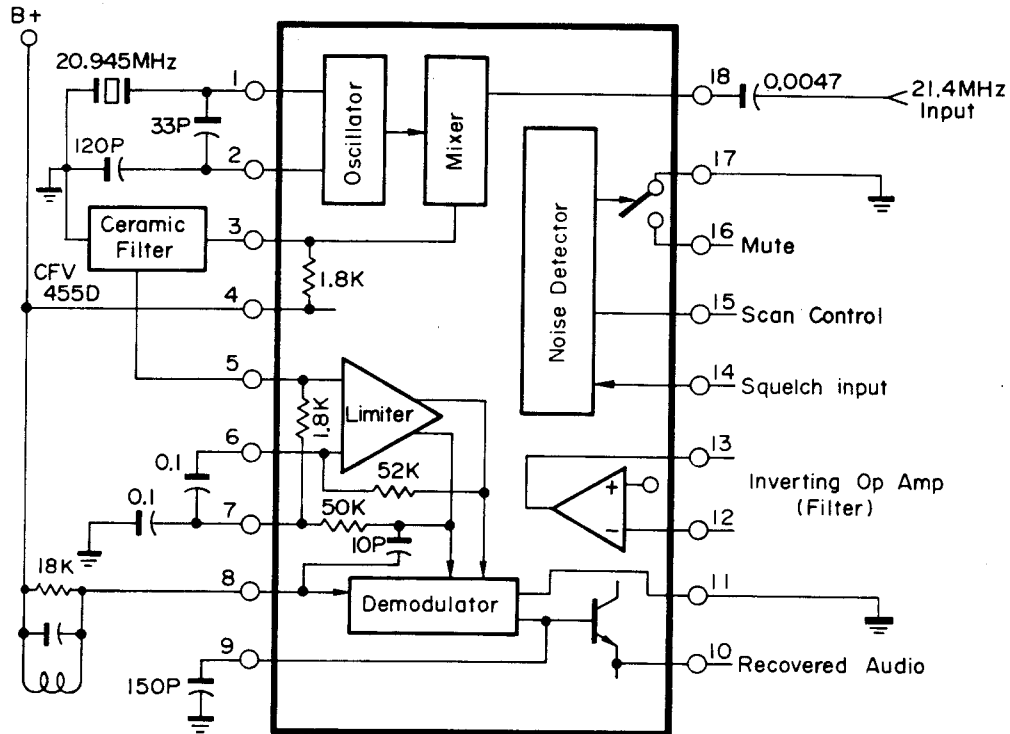 B+
20.945MHz
33P
120P
Ceramic
Filter
CFV
455D
1
2
3
4
5
6
7
8
9
0.1
0.1
18K
150P
Oscillator
Mixer
1.8K
1.8K
Limiter
52K
50K
10P
Demodulator
Noise Detector
+
−
18
17
16
15
14
13
12
11
10
0.0047
21.4MHz
Input
Mute
Scan Control
Squelch input
Inverting Op Amp
(Filter)
Recovered Audio